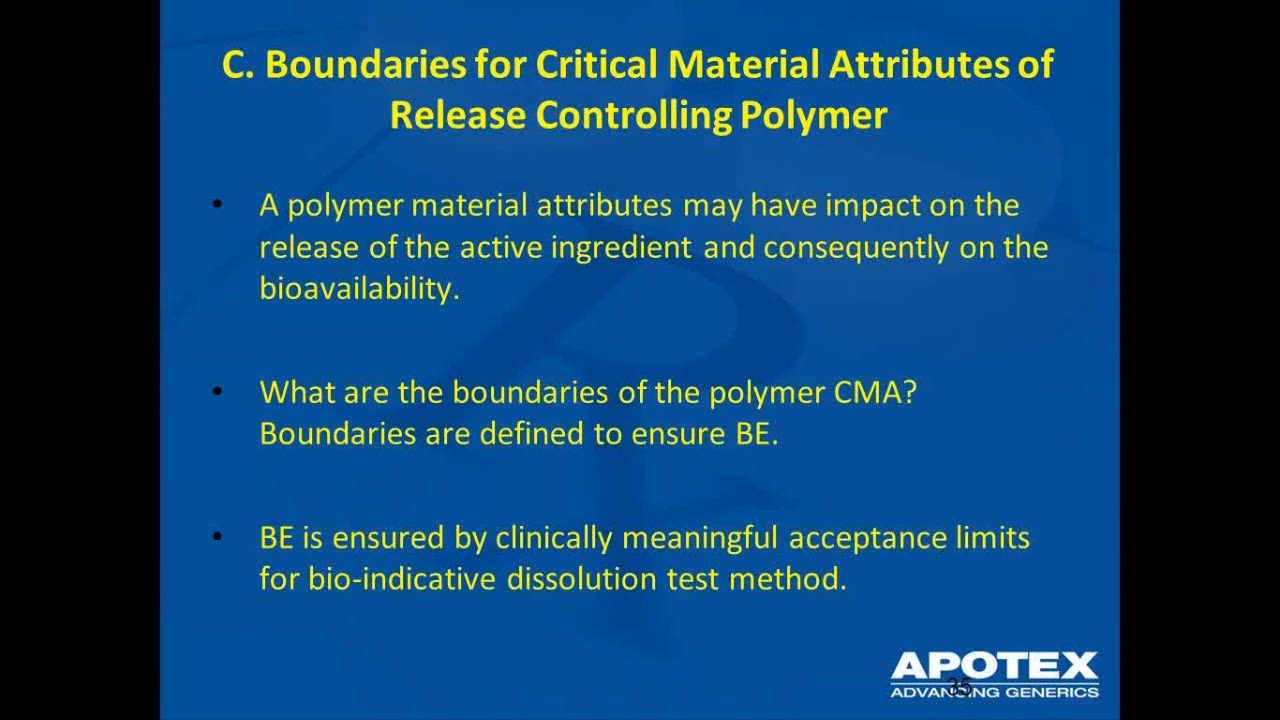 C. Boundaries for Critical Material Attributes of
Release Controlling Polymer
• A polymer material attributes may have impact on the
release of the active ingredient and consequently on the
bioavailability.
• What are the boundaries of the polymer CMA?
Boundaries are defined to ensure BE.
• BE is ensured by clinically meaningful acceptance limits
for bio-indicative dissolution test method.
APOTEX
ADVANCING GENERICS
35